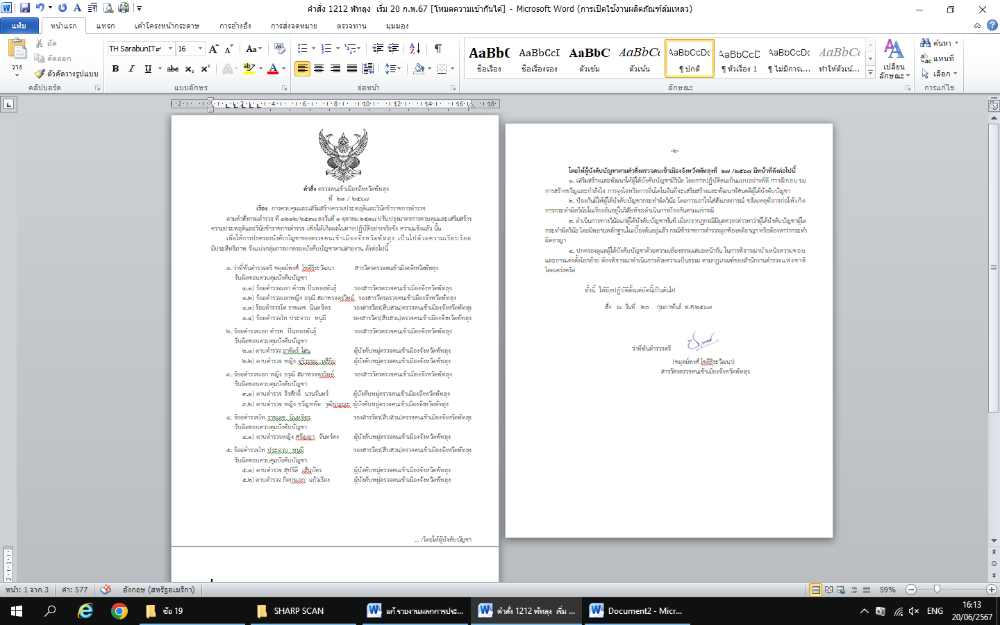 คำสั่ง 1212 พัทลุง เริ่ม 20 ก.พ.67 [โหมดความเข้ากันได้] - Microsoft Word (การเปิดใช้งานผลิตภัณฑ์ล้มเหลว)
แฟ้ม หน้าแรก แทรก เค้าโครงหน้ากระดาษ การอ้างอิง การส่งจดหมาย ตรวจทาน มุมมอง
วาง
ตัด
คัดลอก
ตัวคัดวางรูปแบบ
คลิปบอร์ด
TH SarabunIT๙ 16
แบบอักษร
ย่อหน้า
ชื่อเรื่อง ชื่อเรื่องรอง ตัวเข้ม ตัวเน้น ¶ ปกติ ¶ หัวเรื่อง 1 ¶ ไม่มีการเ... ทำให้ตัวเน้...
ลักษณะ
เปลี่ยน
ลักษณะ
ค้นหา
แทนที่
เลือก
การแก้ไข
คำสั่ง ตรวจคนเข้าเมืองจังหวัดพัทลุง
ที่ ๒๓ / ๒๕๖๗
เรื่อง การควบคุมและเสริมสร้างความประพฤติและวินัยข้าราชการตำรวจ
ตามคำสั่งกรมตำรวจ ที่ ๑๒๑๒/๒๕๓๗ ลงวันที่ ๑ ตุลาคม ๒๕๓๗ ปรับปรุงมาตรการควบคุมและเสริมสร้าง
ความประพฤติและวินัยข้าราชการตำรวจ เพื่อให้เกิดผลในทางปฏิบัติอย่างจริงจัง ความแจ้งแล้ว นั้น
เพื่อให้การปกครองบังคับบัญชาของตรวจคนเข้าเมืองจังหวัดพัทลุง เป็นไปด้วยความเรียบร้อย
มีประสิทธิภาพ จึงแบ่งกลุ่มการปกครองบังคับบัญชาตามสายงาน ดังต่อไปนี้
๑. ว่าที่พันตำรวจตรี ชยุตม์พงศ์ โชติธีระวัฒนา สารวัตรตรวจคนเข้าเมืองจังหวัดพัทลุง
รับผิดชอบควบคุมบังคับบัญชา
๑.๑) ร้อยตำรวจเอก คำรพ ปิ่นทองพันธุ์ รองสารวัตรตรวจคนเข้าเมืองจังหวัดพัทลุง
๑.๒) ร้อยตำรวจเอกหญิง อรุณี สถาพรจตุรวิทย์ รองสารวัตรตรวจคนเข้าเมืองจังหวัดพัทลุง
๑.๓) ร้อยตำรวจโท ราชเดช นินทจิตร รองสารวัตร(สืบสวน)ตรวจคนเข้าเมืองจังหวัดพัทลุง
๑.๔) ร้อยตำรวจโท ประจวบ หนูมี รองสารวัตร(สืบสวน)ตรวจคนเข้าเมืองจังหวัดพัทลุง
๒. ร้อยตำรวจเอก คำรพ ปิ่นทองพันธุ์ รองสารวัตรตรวจคนเข้าเมืองจังหวัดพัทลุง
รับผิดชอบควบคุมบังคับบัญชา
๒.๑) ดาบตำรวจ ผู้บังคับหมู่ตรวจคนเข้าเมืองจังหวัดพัทลุง
๒.๒) ดาบตำรวจ หญิง ผู้บังคับหมู่ตรวจคนเข้าเมืองจังหวัดพัทลุง
๓. ร้อยตำรวจเอก หญิง อรุณี สถาพรจตุรวิทย์ รองสารวัตรตรวจคนเข้าเมืองจังหวัดพัทลุง
รับผิดชอบควบคุมบังคับบัญชา
๓.๑) ดาบตำรวจ จิรศักดิ์ นวนจันทร์ ผู้บังคับหมู่ตรวจคนเข้าเมืองจังหวัดพัทลุง
๓.๒) ดาบตำรวจ หญิง ขวัญหทัย ผู้บังคับหมู่ตรวจคนเข้าเมืองจังหวัดพัทลุง
๔. ร้อยตำรวจโท ราชเดช นินทจิตร รองสารวัตร(สืบสวน)ตรวจคนเข้าเมืองจังหวัดพัทลุง
รับผิดชอบควบคุมบังคับบัญชา
๔.๑) ดาบตำรวจหญิง ศรัญญา จันทร์คง ผู้บังคับหมู่ตรวจคนเข้าเมืองจังหวัดพัทลุง
๕. ร้อยตำรวจโท ประจวบ หนูมี รองสารวัตร(สืบสวน)ตรวจคนเข้าเมืองจังหวัดพัทลุง
รับผิดชอบควบคุมบังคับบัญชา
๕.๑) ดาบตำรวจ สุปรีดี เส็นบัตร ผู้บังคับหมู่ตรวจคนเข้าเมืองจังหวัดพัทลุง
๕.๒) ดาบตำรวจ แก้วเรือง ผู้บังคับหมู่ตรวจคนเข้าเมืองจังหวัดพัทลุง
... /โดยให้ผู้บังคับบัญชา
-๒-
โดยให้ผู้บังคับบัญชาตามคำสั่งตรวจคนเข้าเมืองจังหวัดพัทลุงที่ ๒๗ /๒๕๖๗ มีหน้าที่ดังต่อไปนี้
๑. เสริมสร้างและพัฒนาให้ผู้ใต้บังคับบัญชามีวินัย โดยการปฏิบัติตนเป็นแบบอย่างที่ดี การฝึกอบรม
การสร้างขวัญและกำลังใจ การจูงใจหรือการอื่นใดในอันที่จะเสริมสร้างและพัฒนาทัศนคติผู้ใต้บังคับบัญชา
๒. ป้องกันมิให้ผู้ใต้บังคับบัญชากระทำผิดวินัย โดยการเอาใจใส่สังเกตการณ์ ขจัดเหตุที่อาจก่อให้เกิด
การกระทำผิดวินัยในเรื่องอันอยู่ในวิสัยที่จะดำเนินการป้องกันตามแก่กรณี
๓. ดำเนินการทางวินัยแก่ผู้ใต้บังคับบัญชาทันที เมื่อปรากฏกรณีมีมูลควรกล่าวหาว่าผู้ใต้บังคับบัญชาผู้ใด
กระทำผิดวินัย โดยมีพยานหลักฐานในเบื้องต้นอยู่แล้ว กรณีข้าราชการตำรวจถูกฟ้องคดีอาญา หรือต้องหาว่ากระทำ
ผิดอาญา
๔. ปกครองดูแลผู้ใต้บังคับบัญชาด้วยความเที่ยงธรรมเสมอหน้ากัน ในการพิจารณาบำเหน็จความชอบ
และการแต่งตั้งโยกย้าย ต้องพิจารณาดำเนินการด้วยความเป็นธรรม ตามกฎเกณฑ์ของสำนักงานตำรวจแห่งชาติ
โดยเคร่งครัด
ทั้งนี้ ให้ถือปฏิบัติตั้งแต่บัดนี้เป็นต้นไป
สั่ง ณ วันที่ ๒๐ กุมภาพันธ์ พ.ศ.๒๕๖๗
ว่าที่พันตำรวจตรี
(ชยุตม์พงศ์ โชติธีระวัฒนา)
สารวัตรตรวจคนเข้าเมืองจังหวัดพัทลุง
หน้า: 1 จาก 3 คำ: 577 อังกฤษ (สหรัฐอเมริกา) 59%
ข้อ 19 SHARP SCAN แก้ รายงานผลกการประ... คำสั่ง 1212 พัทลุง เริ่ม ... Document2 - Micr... ENG 16:13
20/06/2567